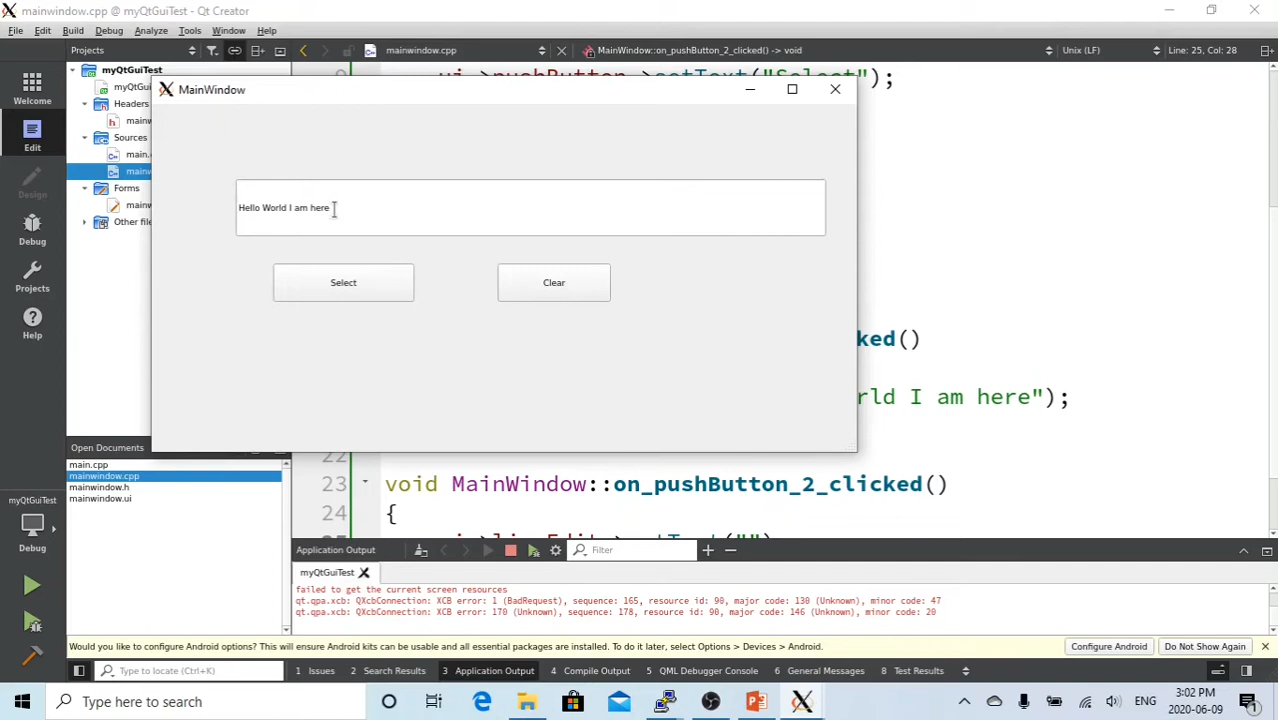 mainwindow.cpp @ myQtGuiTest - Qt Creator
File Edit Build Debug Analyze Tools Window Help
Projects mainwindow.cpp MainWindow::on_pushButton_2_clicked() -> void Unix (LF) Line: 25, Col: 28
Welcome
Edit
Design
Debug
Projects
Help
myQtGuiTest
Debug
myQtGuiTest
myQtGui
Headers
mainw
Sources
main.
mainw
Forms
mainw
Other file
Open Documents
main.cpp
mainwindow.cpp
mainwindow.h
mainwindow.ui
MainWindow
Hello World I am here
Select Clear
ui->pushButton->setText("Select");
ked()
rld I am here");
22
23 void MainWindow::on_pushButton_2_clicked()
24 {
Application Output Filter
myQtGuiTest
failed to get the current screen resources
qt.qpa.xcb: QXcbConnection: XCB error: 1 (BadRequest), sequence: 165, resource id: 90, major code: 130 (Unknown), minor code: 47
qt.qpa.xcb: QXcbConnection: XCB error: 170 (Unknown), sequence: 178, resource id: 90, major code: 146 (Unknown), minor code: 20
Would you like to configure Android options? This will ensure Android kits can be usable and all essential packages are installed. To do it later, select Options > Devices > Android. Configure Android Do Not Show Again
Type to locate (Ctrl+K) 1 Issues 2 Search Results 3 Application Output 4 Compile Output 5 QML Debugger Console 6 General Messages 8 Test Results
Type here to search ENG 3:02 PM
2020-06-09